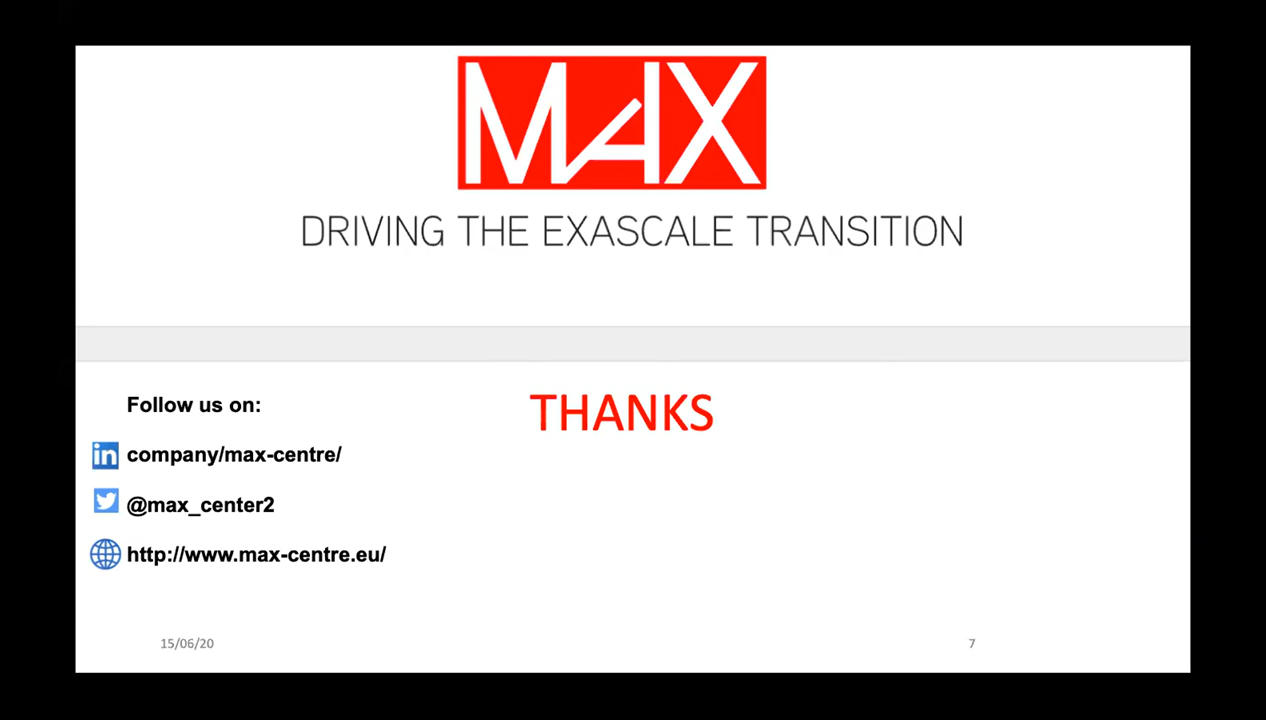 MAX
DRIVING THE EXASCALE TRANSITION
THANKS
Follow us on:
in company/max-centre/
@max_center2
http://www.max-centre.eu/
15/06/20
7